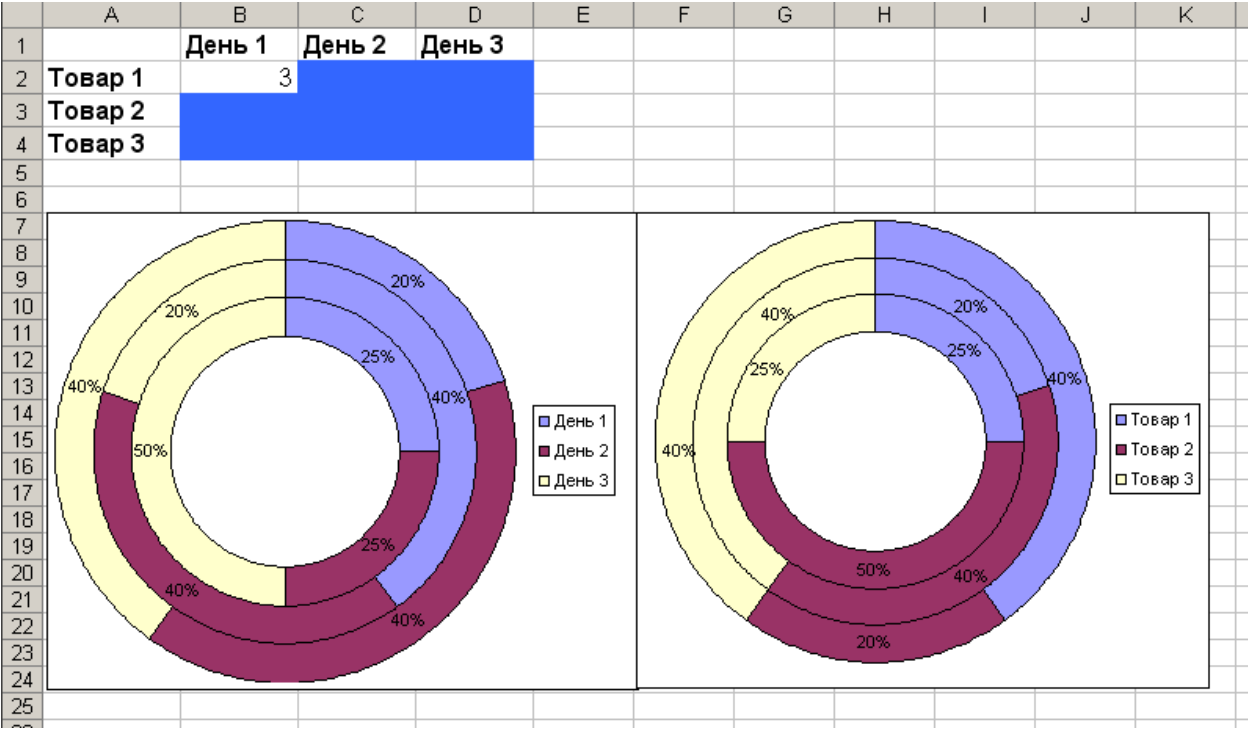 A B C D E F G H I J K
1 День 1 День 2 День 3
2 Товар 1 3
3 Товар 2
4 Товар 3
5
6
7
8
9 20%
10 20% 40% 20%
11
12 25% 25% 25%
13 40% 40% 40%
14
15 50% 40% День 1 Товар 1
16 День 2 Товар 2
17 День 3 Товар 3
18
19 25%
20 50% 40%
21 40%
22 40%
23 20%
24
25